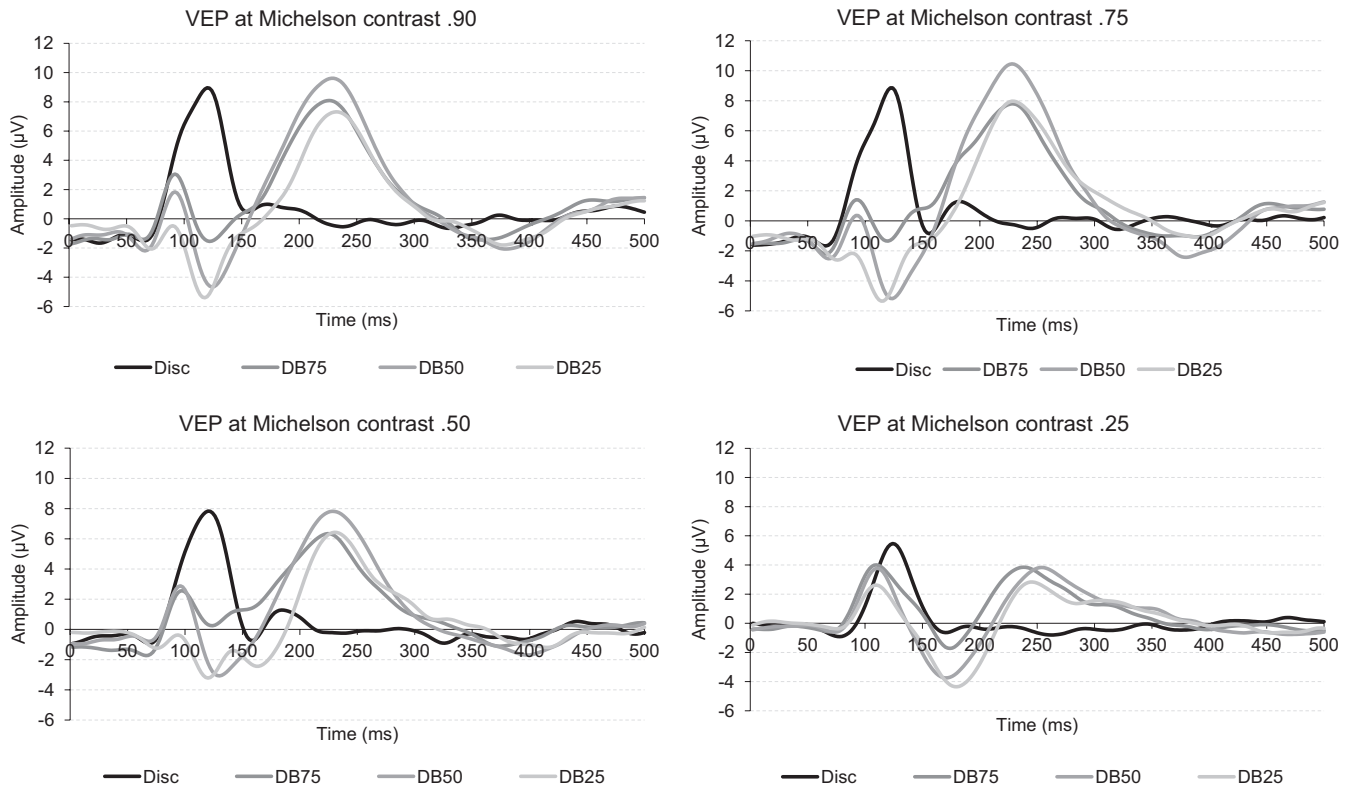 VEP at Michelson contrast .90
12
10
8
6
4
2
0
-2
-4
-6
Amplitude (µV)
0 50 100 150 200 250 300 350 400 450 500
Time (ms)
Disc DB75 DB50 DB25
VEP at Michelson contrast .75
12
10
8
6
4
2
0
-2
-4
-6
Amplitude (µV)
0 50 100 150 200 250 300 350 400 450 500
Time (ms)
Disc DB75 DB50 DB25
VEP at Michelson contrast .50
12
10
8
6
4
2
0
-2
-4
-6
Amplitude (µV)
0 50 100 150 200 250 300 350 400 450 500
Time (ms)
Disc DB75 DB50 DB25
VEP at Michelson contrast .25
12
10
8
6
4
2
0
-2
-4
-6
Amplitude (µV)
0 50 100 150 200 250 300 350 400 450 500
Time (ms)
Disc DB75 DB50 DB25